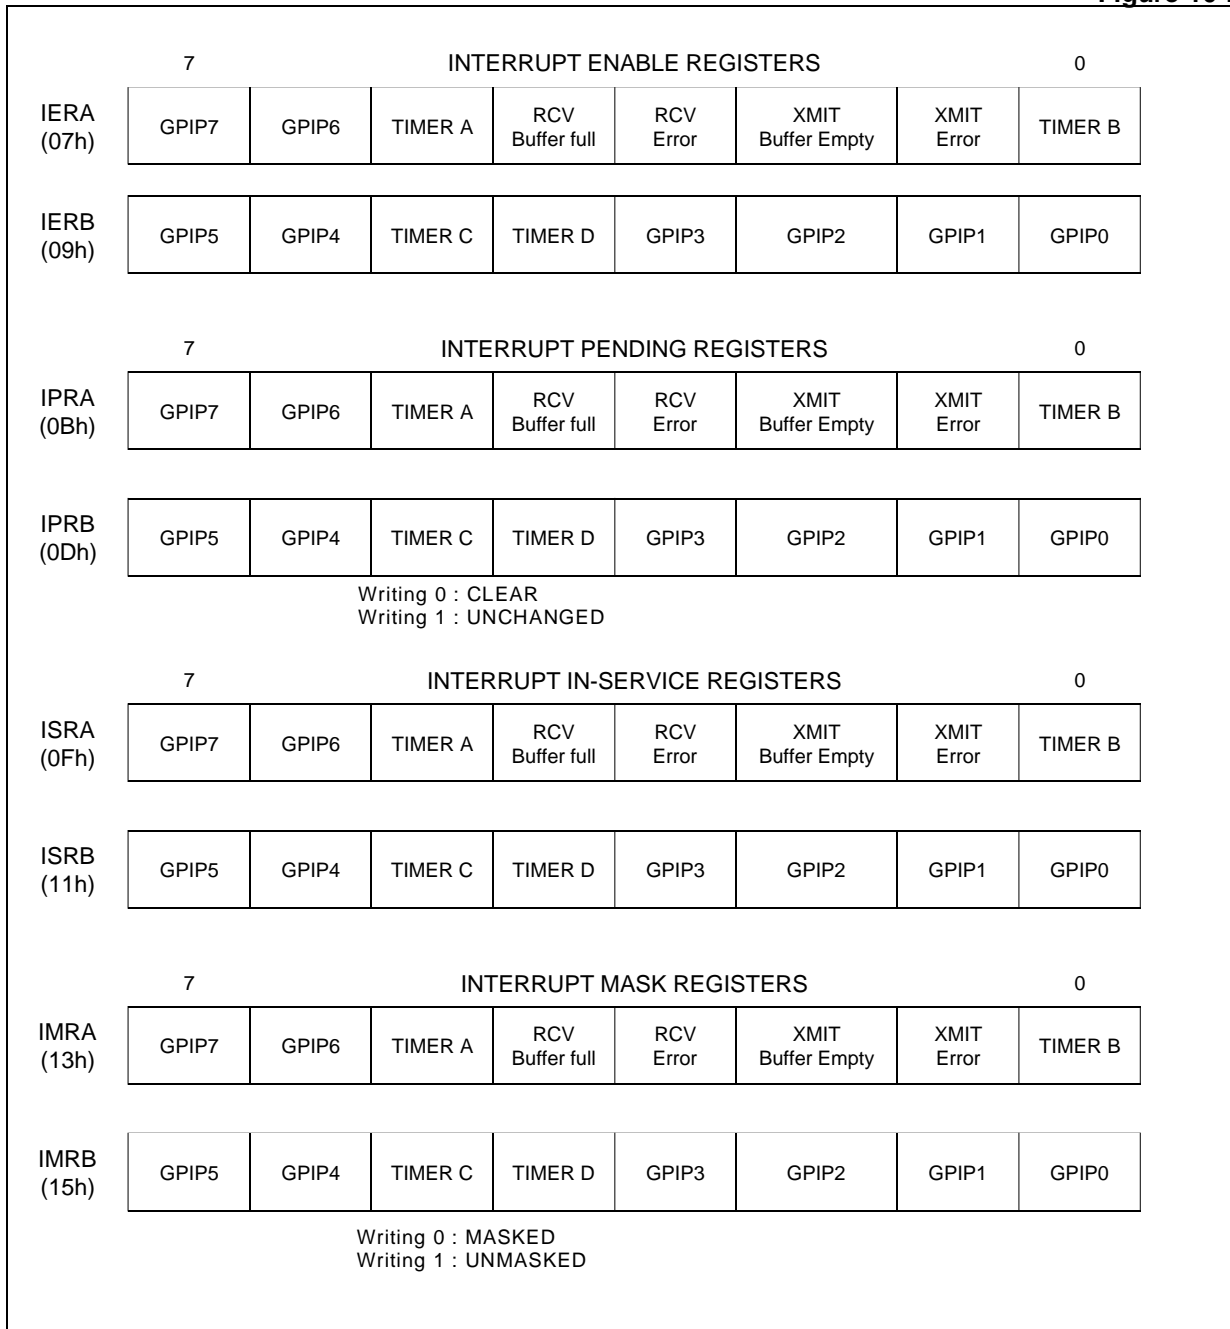 7 INTERRUPT ENABLE REGISTERS 0
IERA
(07h)
GPIP7 GPIP6 TIMER A RCV Buffer full RCV Error XMIT Buffer Empty XMIT Error TIMER B
IERB
(09h)
GPIP5 GPIP4 TIMER C TIMER D GPIP3 GPIP2 GPIP1 GPIP0
7 INTERRUPT PENDING REGISTERS 0
IPRA
(0Bh)
GPIP7 GPIP6 TIMER A RCV Buffer full RCV Error XMIT Buffer Empty XMIT Error TIMER B
IPRB
(0Dh)
GPIP5 GPIP4 TIMER C TIMER D GPIP3 GPIP2 GPIP1 GPIP0
Writing 0 : CLEAR
Writing 1 : UNCHANGED
7 INTERRUPT IN-SERVICE REGISTERS 0
ISRA
(0Fh)
GPIP7 GPIP6 TIMER A RCV Buffer full RCV Error XMIT Buffer Empty XMIT Error TIMER B
ISRB
(11h)
GPIP5 GPIP4 TIMER C TIMER D GPIP3 GPIP2 GPIP1 GPIP0
7 INTERRUPT MASK REGISTERS 0
IMRA
(13h)
GPIP7 GPIP6 TIMER A RCV Buffer full RCV Error XMIT Buffer Empty XMIT Error TIMER B
IMRB
(15h)
GPIP5 GPIP4 TIMER C TIMER D GPIP3 GPIP2 GPIP1 GPIP0
Writing 0 : MASKED
Writing 1 : UNMASKED